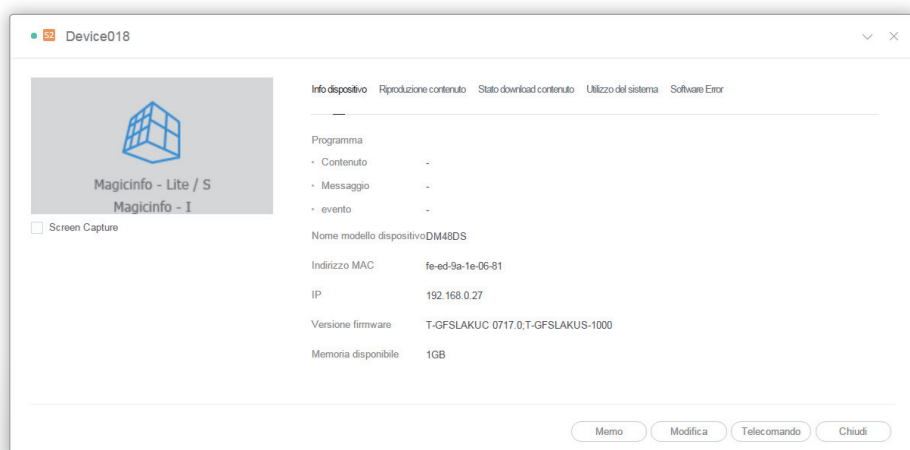 S2 Device018
Info dispositivo Riproduzione contenuto Stato download contenuto Utilizzo del sistema Software Error
Magicinfo - Lite / S
Magicinfo - I
Screen Capture
Programma
• Contenuto -
• Messaggio -
• evento -
Nome modello dispositivo DM48DS
Indirizzo MAC fe-ed-9a-1e-06-81
IP 192.168.0.27
Versione firmware T-GFSLAKUC 0717.0;T-GFSLAKUS-1000
Memoria disponibile 1GB
Memo Modifica Telecomando Chiudi